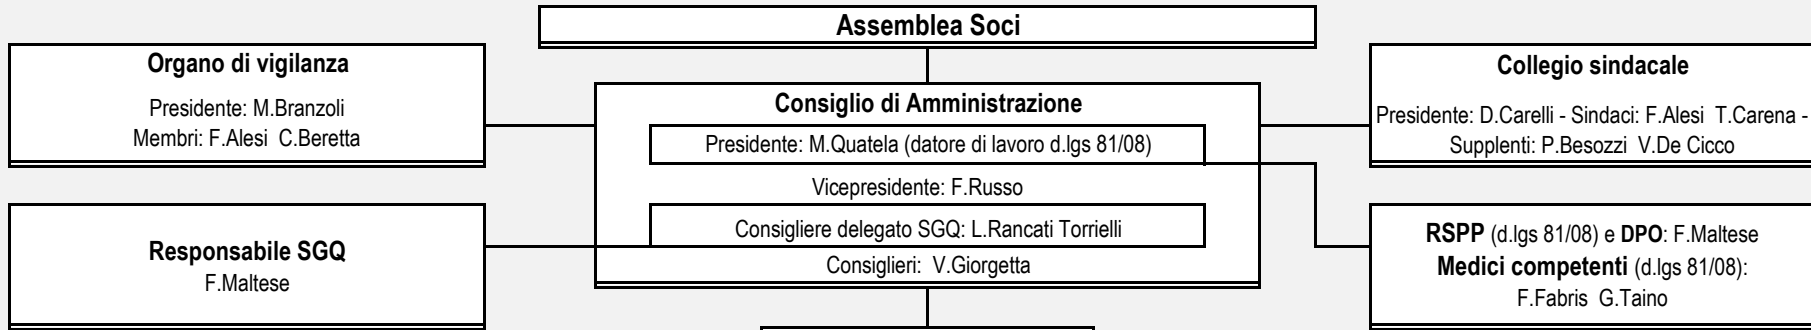 Assemblea Soci
Organo di vigilanza
Presidente: M.Branzoli
Membri: F.Alesi C.Beretta
Consiglio di Amministrazione
Presidente: M.Quatela (datore di lavoro d.lgs 81/08)
Vicepresidente: F.Russo
Consigliere delegato SGQ: L.Rancati Torrielli
Consiglieri: V.Giorgetta
Collegio sindacale
Presidente: D.Carelli - Sindaci: F.Alesi T.Carena -
Supplenti: P.Besozzi V.De Cicco
Responsabile SGQ
F.Maltese
RSPP (d.lgs 81/08) e DPO: F.Maltese
Medici competenti (d.lgs 81/08):
F.Fabris G.Taino